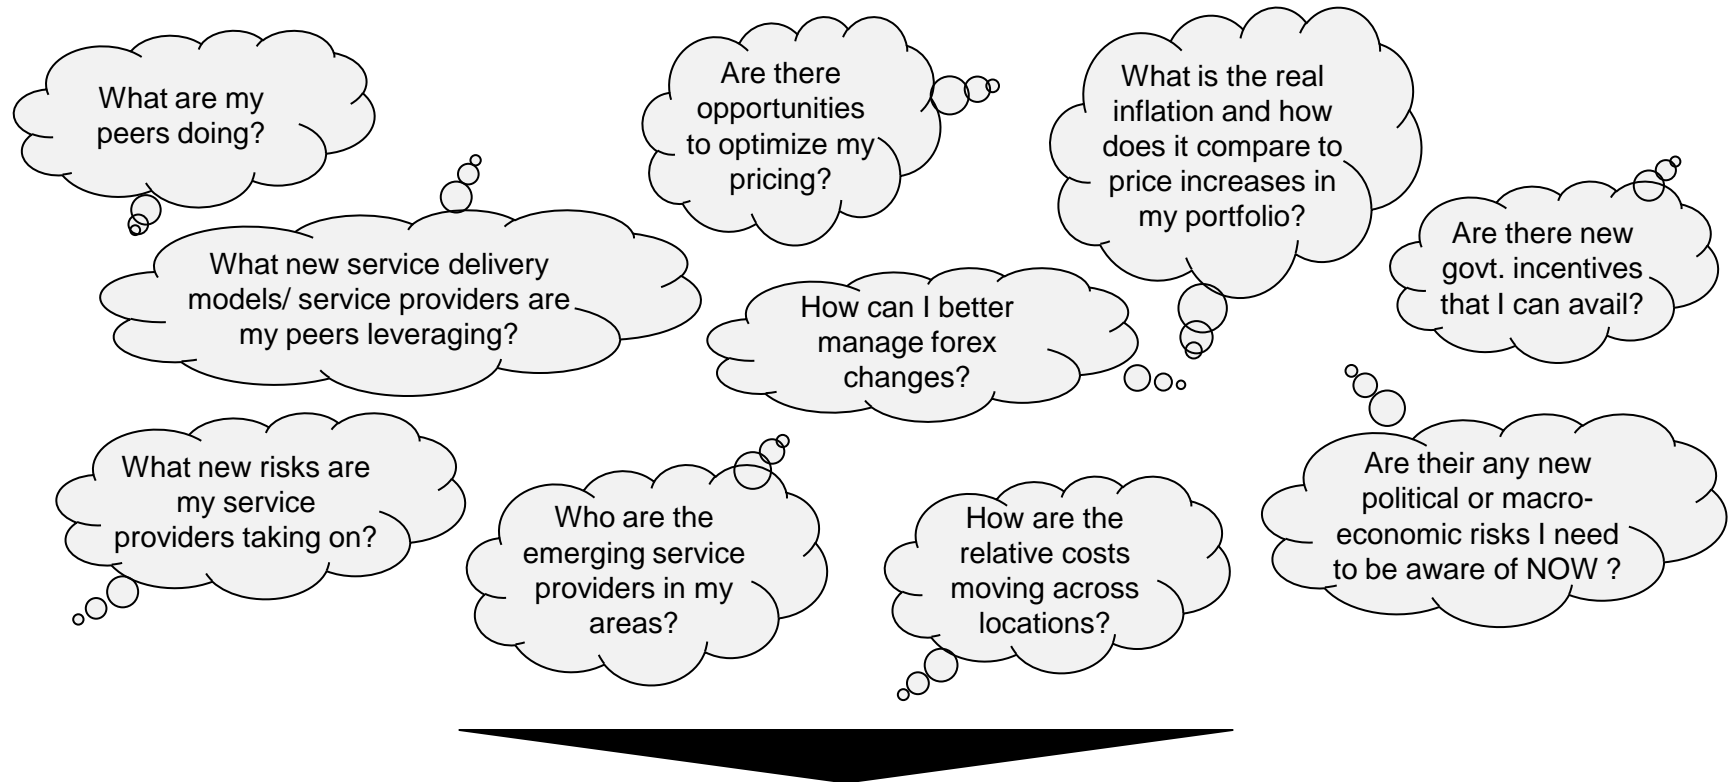 What are my
peers doing?
Are there
opportunities
to optimize my
pricing?
What is the real
inflation and how
does it compare to
price increases in
my portfolio?
What new service delivery
models/ service providers are
my peers leveraging?
How can I better
manage forex
changes?
Are there new
govt. incentives
that I can avail?
What new risks are
my service
providers taking on?
Who are the
emerging service
providers in my
areas?
How are the
relative costs
moving across
locations?
Are their any new
political or macro-
economic risks I need
to be aware of NOW ?